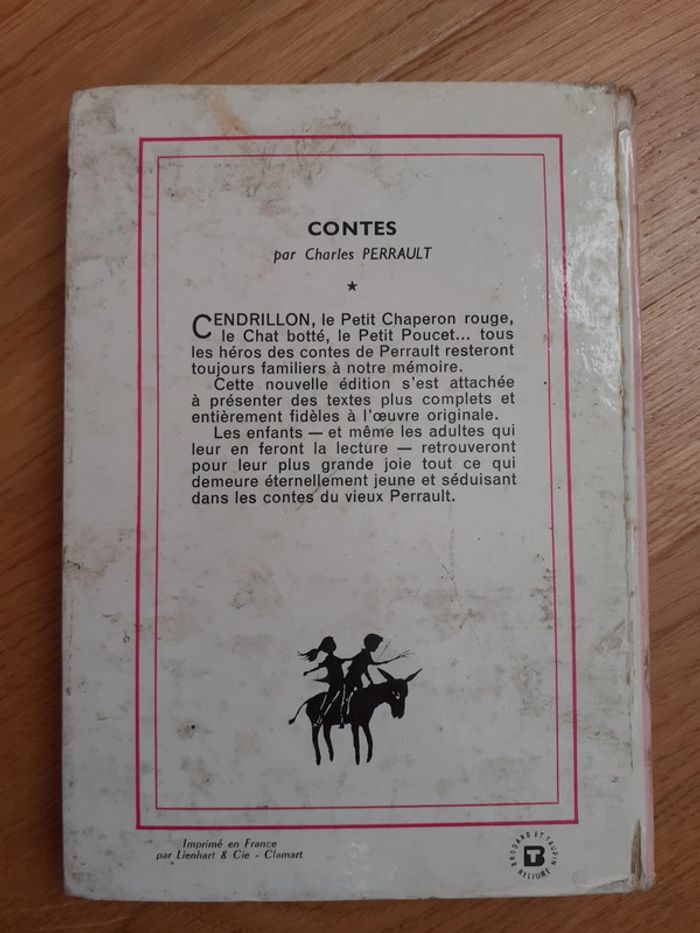 CONTES
par Charles PERRAULT
★
CENDRILLON, le Petit Chaperon rouge,
le Chat botté, le Petit Poucet... tous
les héros des contes de Perrault resteront
toujours familiers à notre mémoire.
Cette nouvelle édition s'est attachée
à présenter des textes plus complets et
entièrement fidèles à l'œuvre originale.
Les enfants — et même les adultes qui
leur en feront la lecture — retrouveront
pour leur plus grande joie tout ce qui
demeure éternellement jeune et séduisant
dans les contes du vieux Perrault.
Imprimé en France
par Lienhart & Cie - Clamart
BRODARD ET TAUPIN
RELIURE